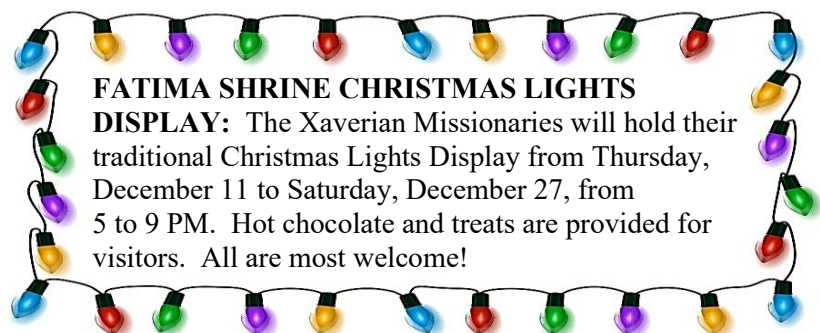 FATIMA SHRINE CHRISTMAS LIGHTS
DISPLAY:  The Xaverian Missionaries will hold their
traditional Christmas Lights Display from Thursday,
December 11 to Saturday, December 27, from
5 to 9 PM.  Hot chocolate and treats are provided for
visitors.  All are most welcome!